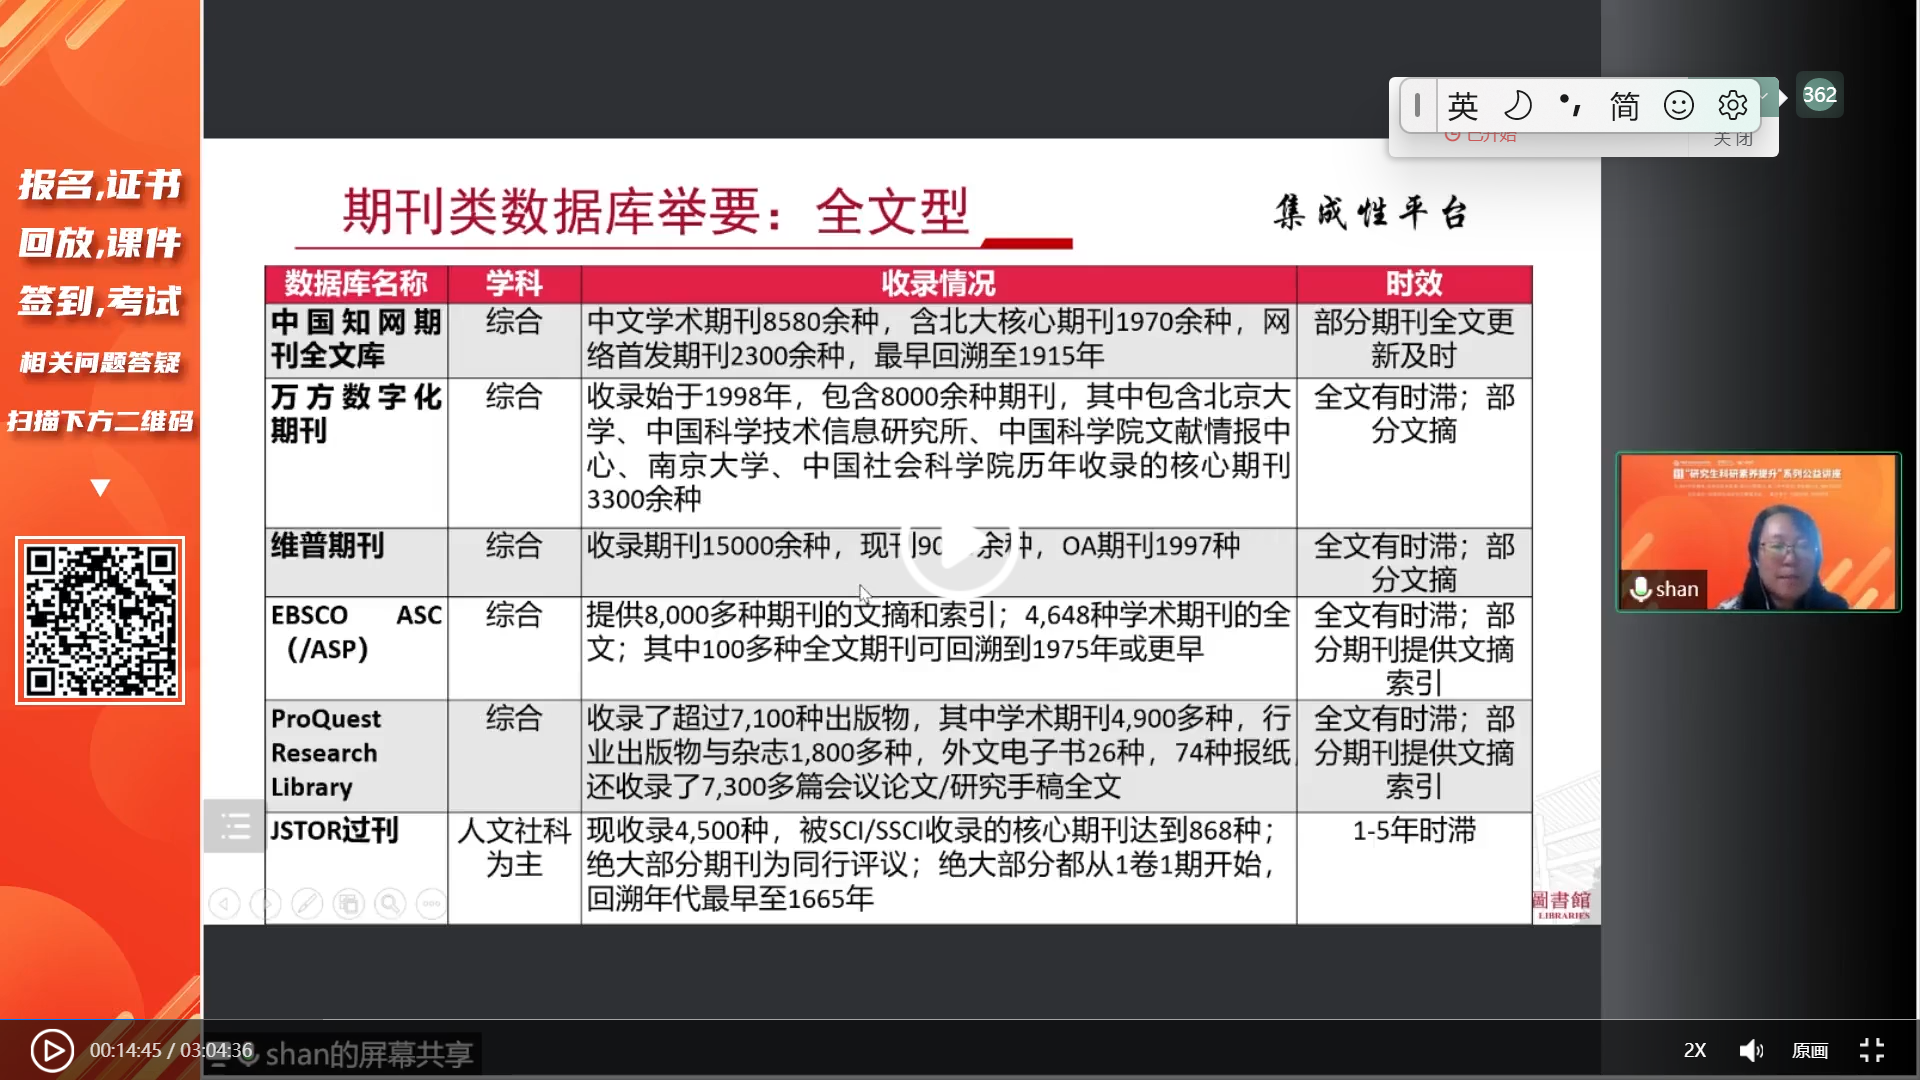 报名,证书
回放,课件
签到,考试
相关问题答疑
扫描下方二维码
英
简
362
已开始
关闭
期刊类数据库举要：全文型
集成性平台
数据库名称 学科 收录情况 时效
中国知网期刊全文库 综合 中文学术期刊8580余种，含北大核心期刊1970余种，网络首发期刊2300余种，最早回溯至1915年 部分期刊全文更新及时
万方数字化期刊 综合 收录始于1998年，包含8000余种期刊，其中包含北京大学、中国科学技术信息研究所、中国科学院文献情报中心、南京大学、中国社会科学院历年收录的核心期刊3300余种 全文有时滞；部分文摘
维普期刊 综合 收录期刊15000余种，现刊90余种，OA期刊1997种 全文有时滞；部分文摘
EBSCO ASC（/ASP） 综合 提供8,000多种期刊的文摘和索引；4,648种学术期刊的全文；其中100多种全文期刊可回溯到1975年或更早 全文有时滞；部分期刊提供文摘索引
ProQuest Research Library 综合 收录了超过7,100种出版物，其中学术期刊4,900多种，行业出版物与杂志1,800多种，外文电子书26种，74种报纸，还收录了7,300多篇会议论文/研究手稿全文 全文有时滞；部分期刊提供文摘索引
JSTOR过刊 人文社科为主 现收录4,500种，被SCI/SSCI收录的核心期刊达到868种；绝大部分期刊为同行评议；绝大部分都从1卷1期开始，回溯年代最早至1665年 1-5年时滞
圖書館
LIBRARIES
"研究生科研素养提升"系列公益讲座
shan
00:14:45 / 03:04:36
shan的屏幕共享
2X
原画